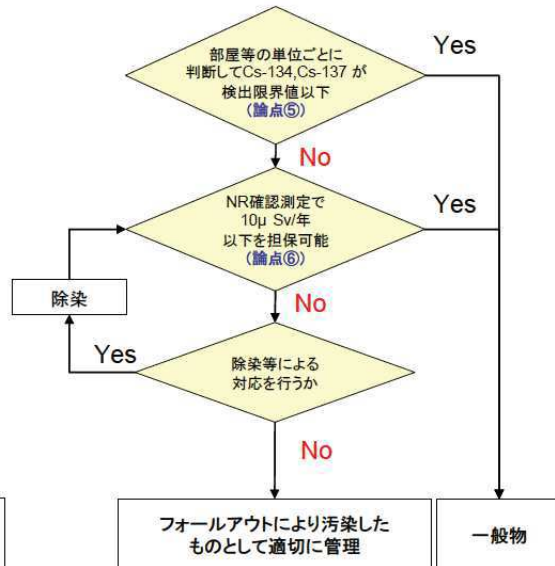 部屋等の単位ごとに
判断してCs-134,Cs-137 が
検出限界値以下
(論点⑤)
Yes
No
NR確認測定で
10μ Sv/年
以下を担保可能
(論点⑥)
Yes
除染
No
Yes
除染等による
対応を行うか
No
フォールアウトにより汚染した
ものとして適切に管理
一般物